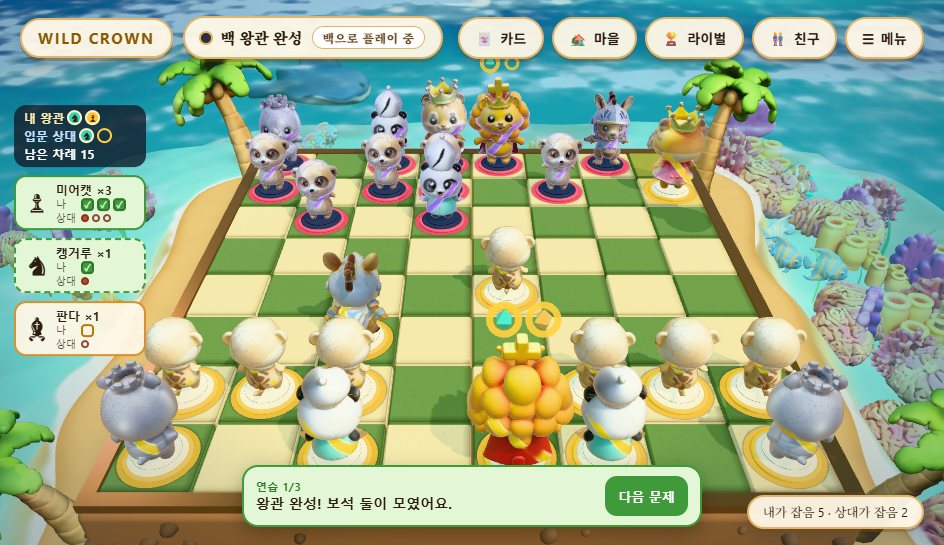 WILD CROWN
백 왕관 완성
백으로 플레이 중
카드
마을
라이벌
친구
☰ 메뉴
내 왕관
입문 상대
남은 차례 15
미어캣 ×3
나
상대
캥거루 ×1
나
상대
판다 ×1
나
상대
연습 1/3
왕관 완성! 보석 둘이 모였어요.
다음 문제
내가 잡음 5 · 상대가 잡음 2